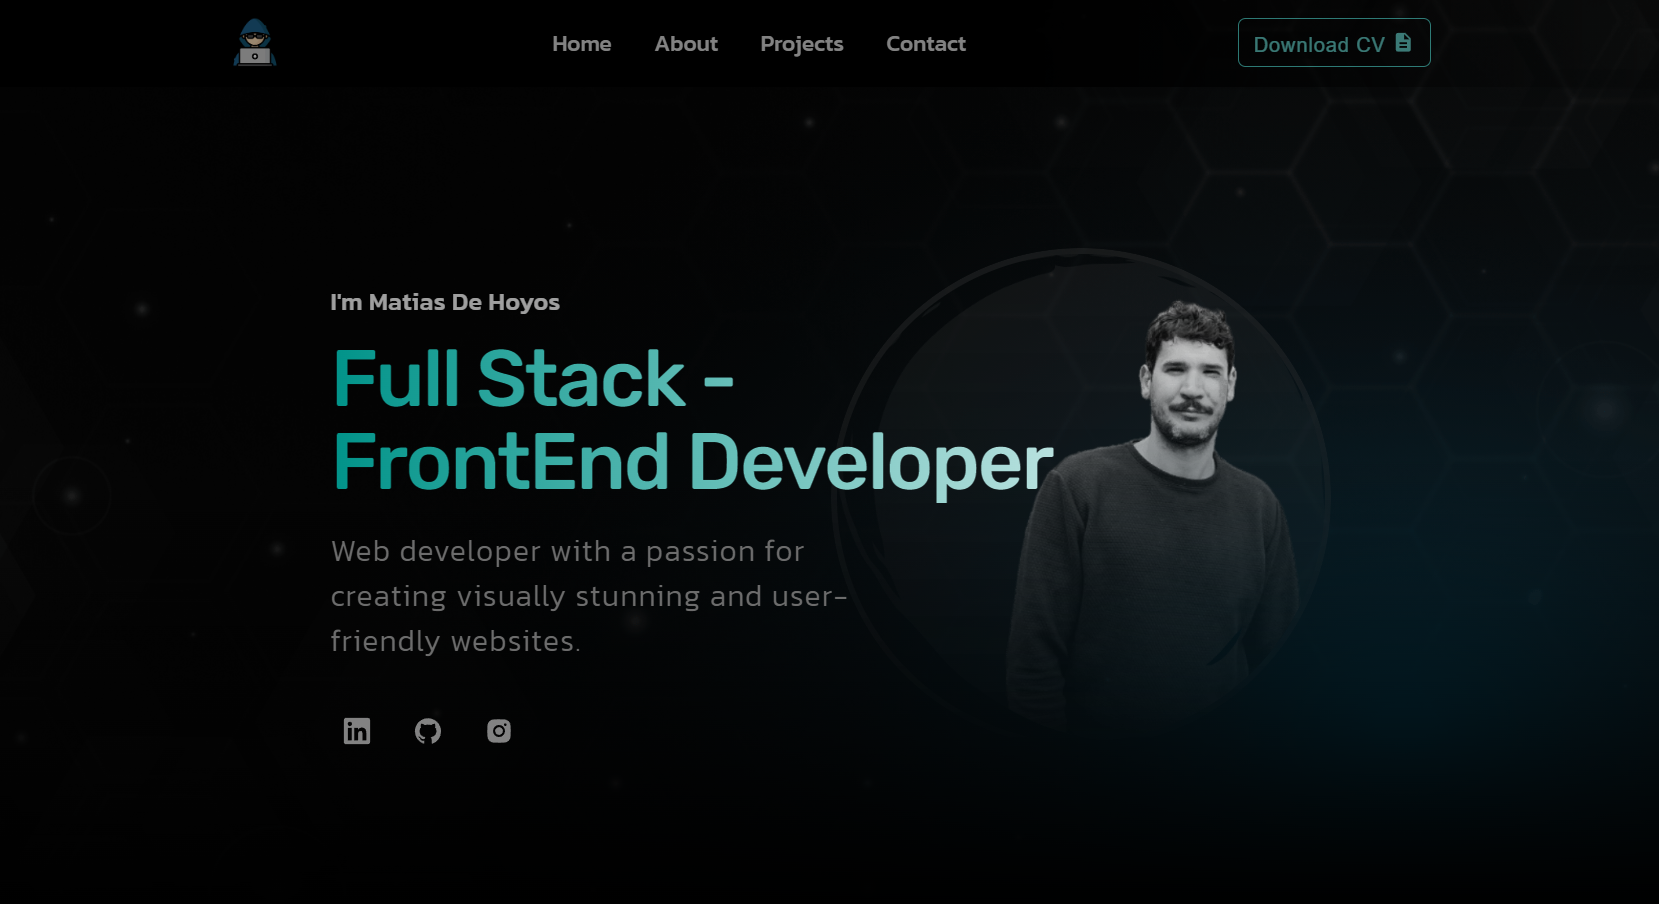 Home
About
Projects
Contact
Download CV
I'm Matias De Hoyos
Full Stack -
FrontEnd Developer
Web developer with a passion for
creating visually stunning and user-
friendly websites.
in